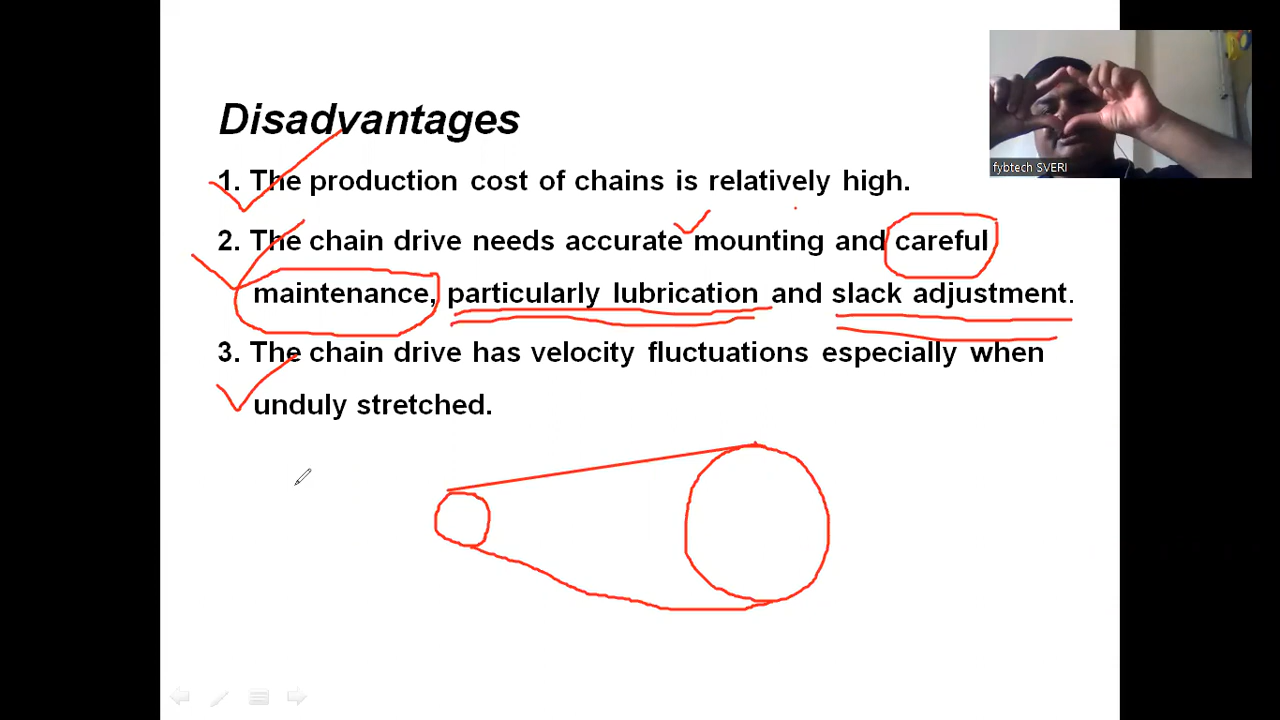 Disadvantages
1. The production cost of chains is relatively high.
2. The chain drive needs accurate mounting and careful
maintenance, particularly lubrication and slack adjustment.
3. The chain drive has velocity fluctuations especially when
unduly stretched.
fybtech SVERI